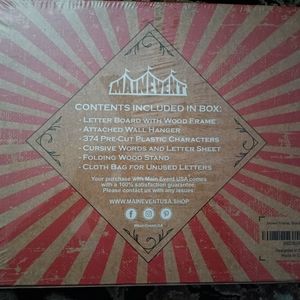 MAINEVENT
CONTENTS INCLUDED IN BOX:
- LETTER BOARD WITH WOOD FRAME
- ATTACHED WALL HANGER
- 374 PRE-CUT PLASTIC CHARACTERS
- CURSIVE WORDS AND LETTER SHEET
- FOLDING WOOD STAND
- CLOTH BAG FOR UNUSED LETTERS
Your purchase with Main Event USA comes
with a 100% satisfaction guarantee.
Please contact us with any issues:
WWW.MAINEVENTUSA.SHOP